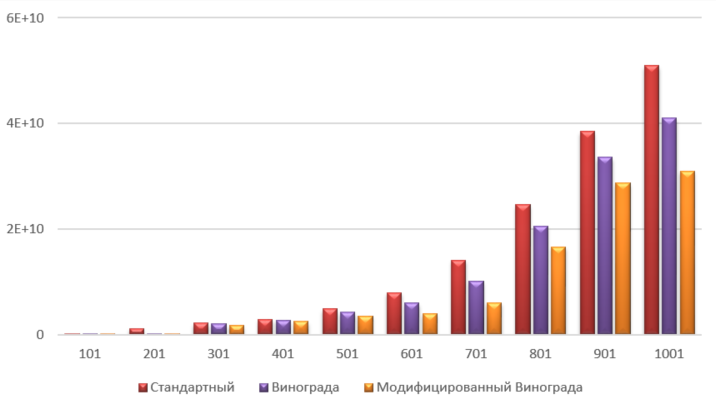 6E+10
4E+10
2E+10
0
101 201 301 401 501 601 701 801 901 1001
Стандартный Винограда Модифицированный Винограда